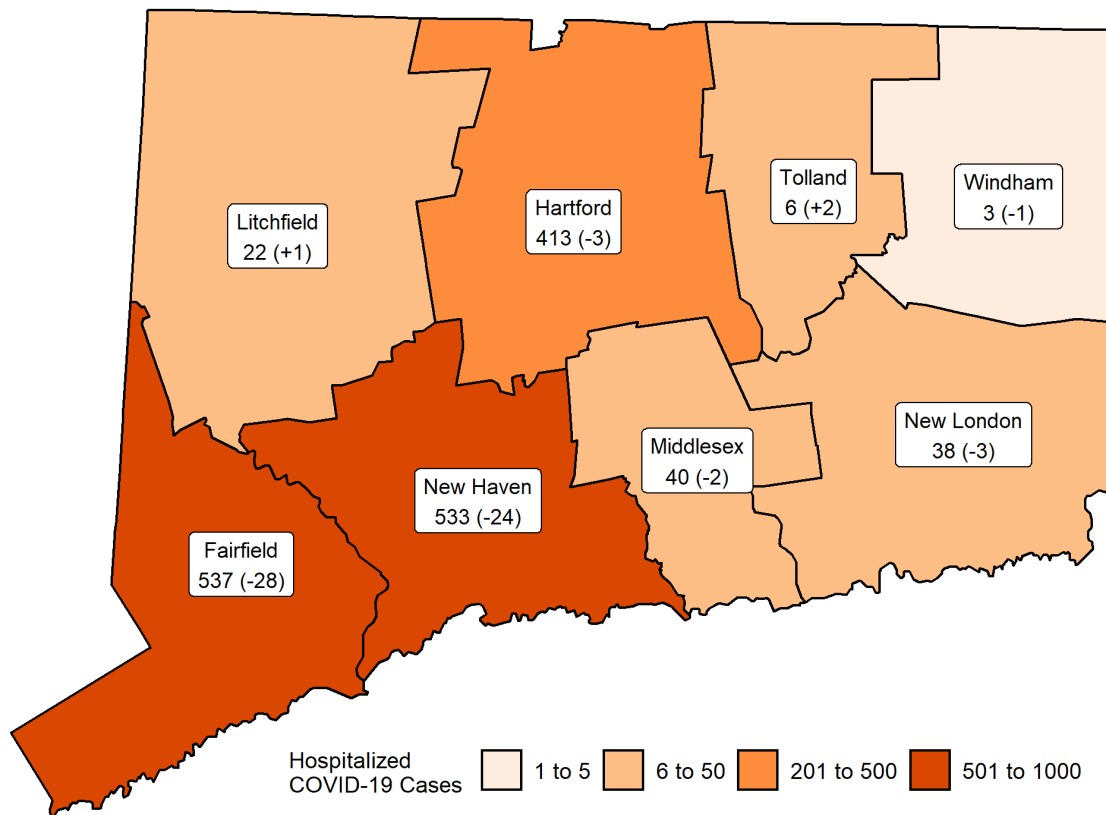 Litchfield
22 (+1)
Hartford
413 (-3)
Tolland
6 (+2)
Windham
3 (-1)
Fairfield
537 (-28)
New Haven
533 (-24)
Middlesex
40 (-2)
New London
38 (-3)
Hospitalized
COVID-19 Cases
1 to 5
6 to 50
201 to 500
501 to 1000